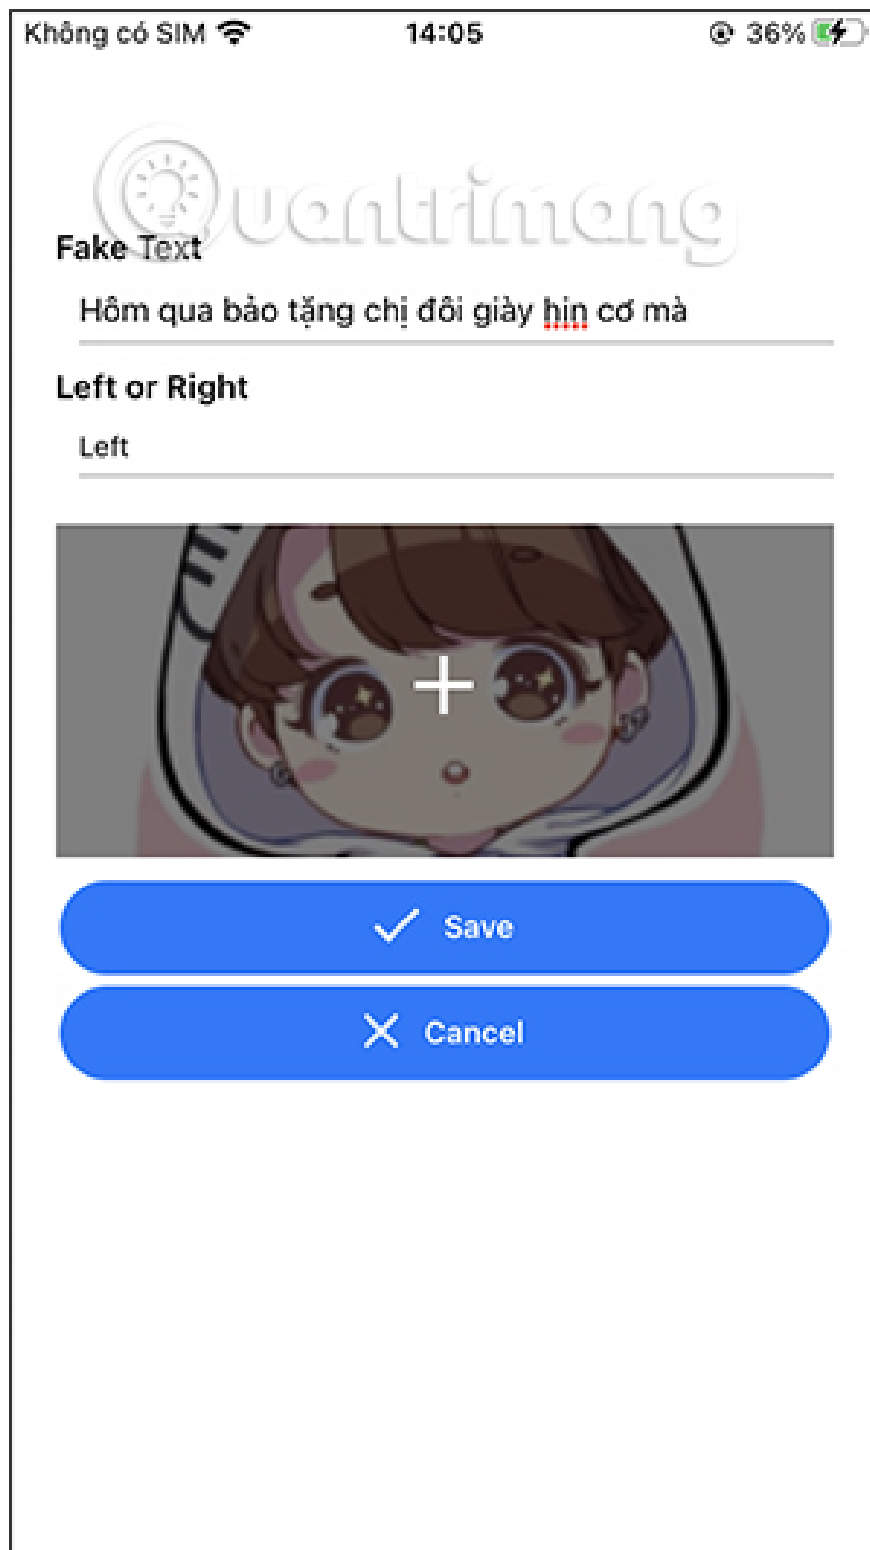 Không có SIM 14:05 36%
Quantrimang
Fake Text
Hôm qua bảo tặng chị đôi giày hin cơ mà
Left or Right
Left
Save
Cancel